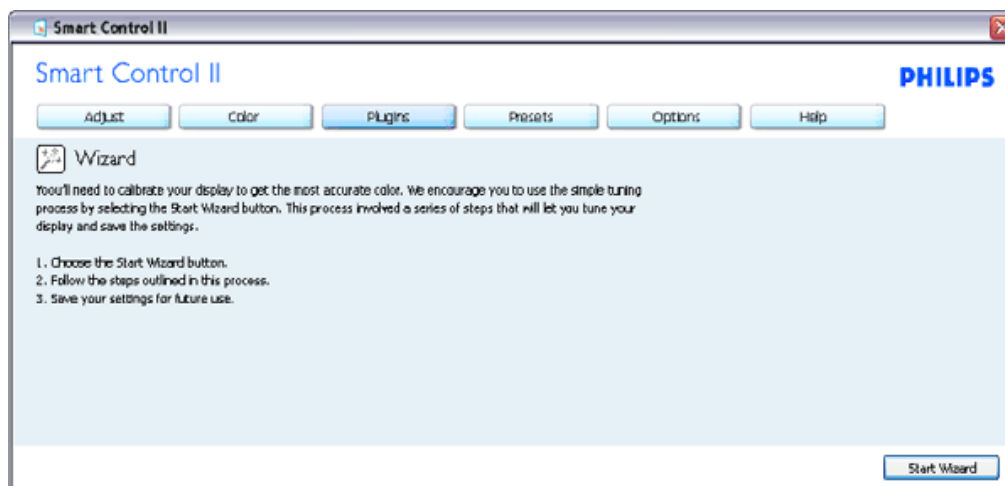 Smart Control II
Smart Control II
PHILIPS
Adjust Color Plugins Presets Options Help
Wizard
Yoou'll need to calibrate your display to get the most accurate color. We encourage you to use the simple tuning
process by selecting the Start Wizard button. This process involved a series of steps that will let you tune your
display and save the settings.
1. Choose the Start Wizard button.
2. Follow the steps outlined in this process.
3. Save your settings for future use.
Start Wizard